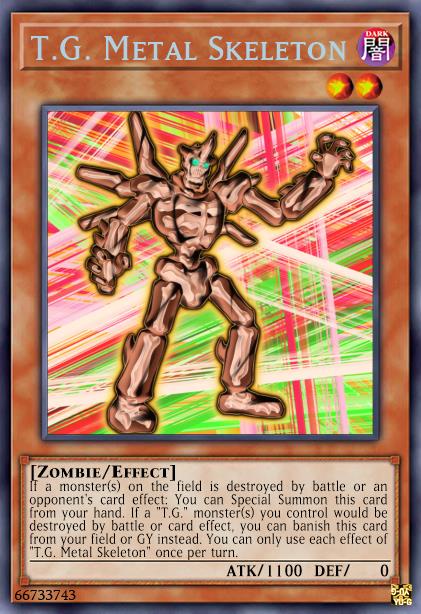 T.G. METAL SKELETON
DARK
闇
[ZOMBIE/EFFECT]
If a monster(s) on the field is destroyed by battle or an
opponent's card effect: You can Special Summon this card
from your hand. If a "T.G." monster(s) you control would be
destroyed by battle or card effect, you can banish this card
from your field or GY instead. You can only use each effect of
"T.G. Metal Skeleton" once per turn.
ATK/1100 DEF/ 0
66733743